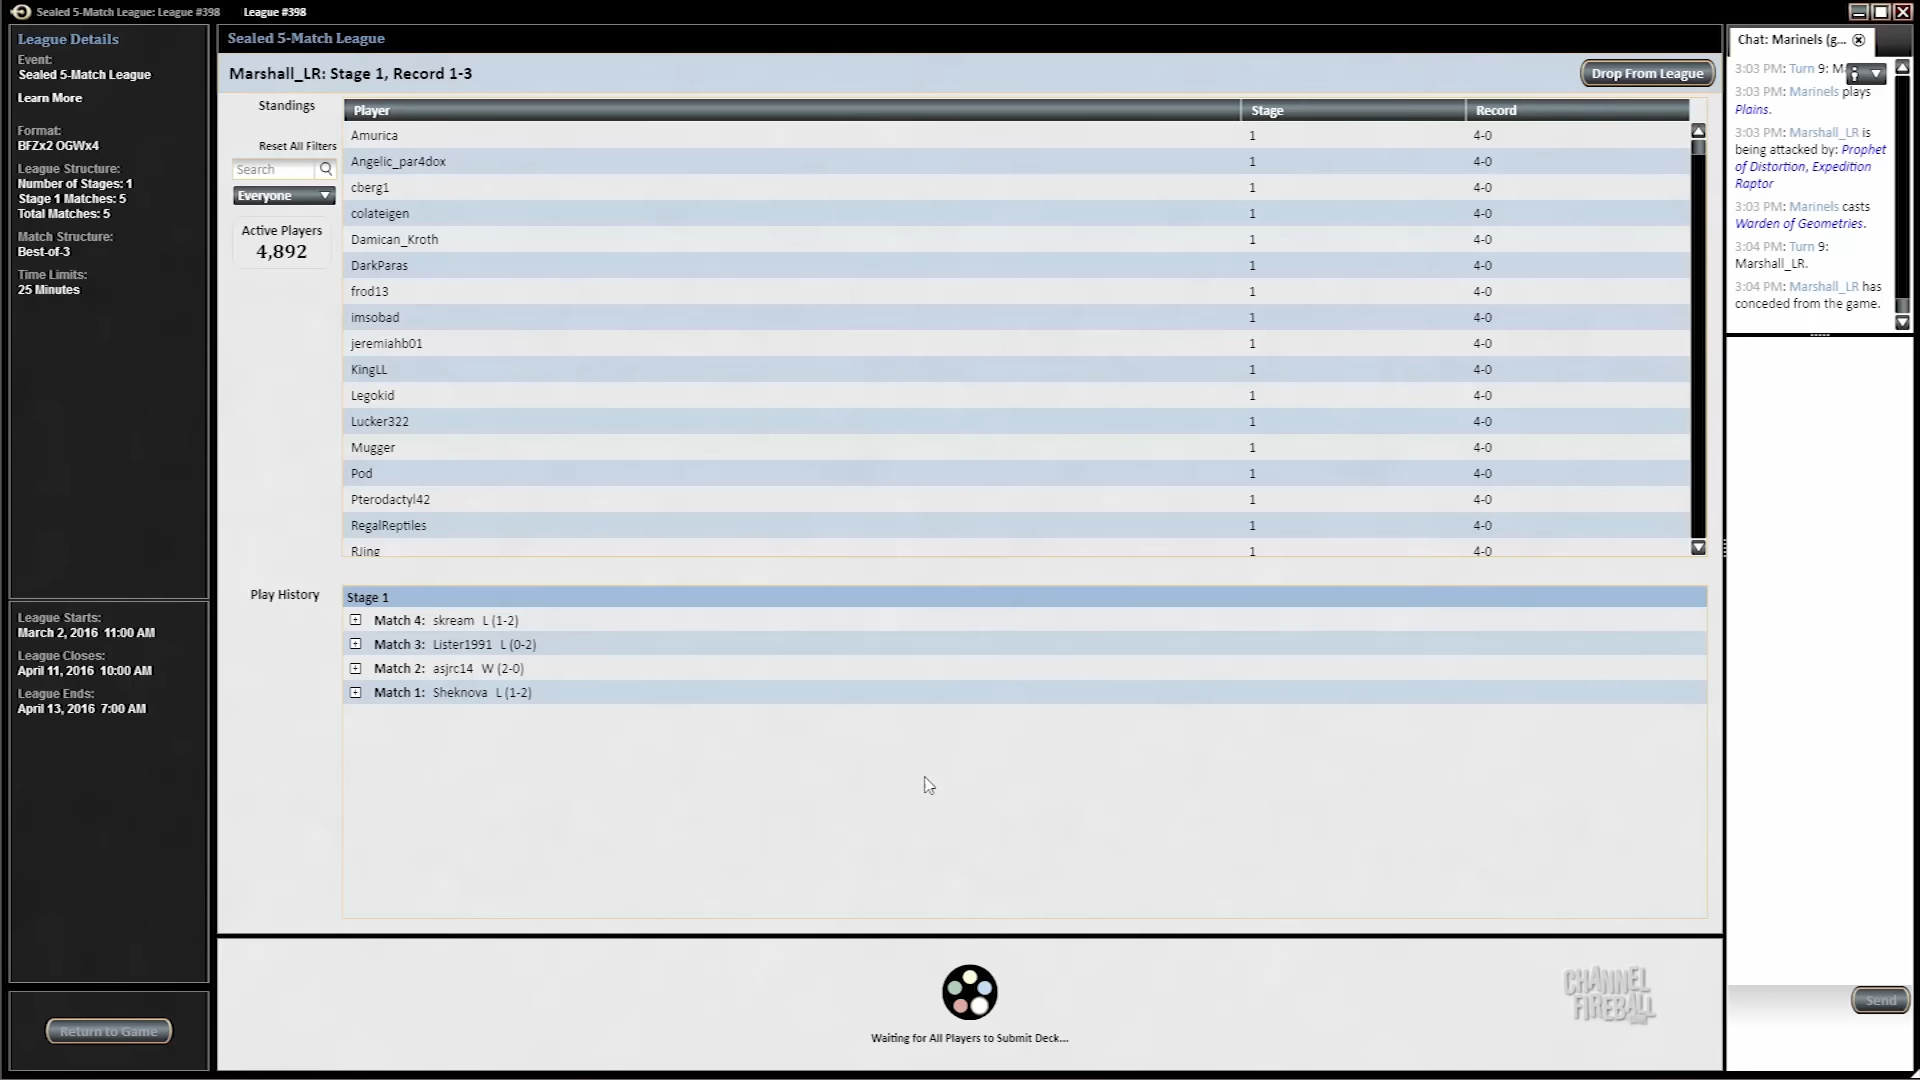 Sealed 5-Match League: League #398 League #398
League Details
Event:
Sealed 5-Match League
Learn More
Format:
BFZx2 OGWx4
League Structure:
Number of Stages: 1
Stage 1 Matches: 5
Total Matches: 5
Match Structure:
Best-of-3
Time Limits:
25 Minutes
League Starts:
March 2, 2016 11:00 AM
League Closes:
April 11, 2016 10:00 AM
League Ends:
April 13, 2016 7:00 AM
Return to Game
Sealed 5-Match League
Marshall_LR: Stage 1, Record 1-3
Drop From League
Standings
Reset All Filters
Search
Everyone
Active Players
4,892
Player Stage Record
Amurica 1 4-0
Angelic_par4dox 1 4-0
cberg1 1 4-0
colateigen 1 4-0
Damican_Kroth 1 4-0
DarkParas 1 4-0
frod13 1 4-0
imsobad 1 4-0
jeremiahb01 1 4-0
KingLL 1 4-0
Legokid 1 4-0
Lucker322 1 4-0
Mugger 1 4-0
Pod 1 4-0
Pterodactyl42 1 4-0
RegalReptiles 1 4-0
RJing 1 4-0
Play History
Stage 1
Match 4: skream L (1-2)
Match 3: Lister1991 L (0-2)
Match 2: asjrc14 W (2-0)
Match 1: Sheknova L (1-2)
Waiting for All Players to Submit Deck...
CHANNEL
FIREBALL
Chat: Marinels (g...
3:03 PM: Turn 9: Ma
3:03 PM: Marinels plays
Plains.
3:03 PM: Marshall_LR is
being attacked by: Prophet
of Distortion, Expedition
Raptor
3:03 PM: Marinels casts
Warden of Geometries.
3:04 PM: Turn 9:
Marshall_LR.
3:04 PM: Marshall_LR has
conceded from the game.
Send